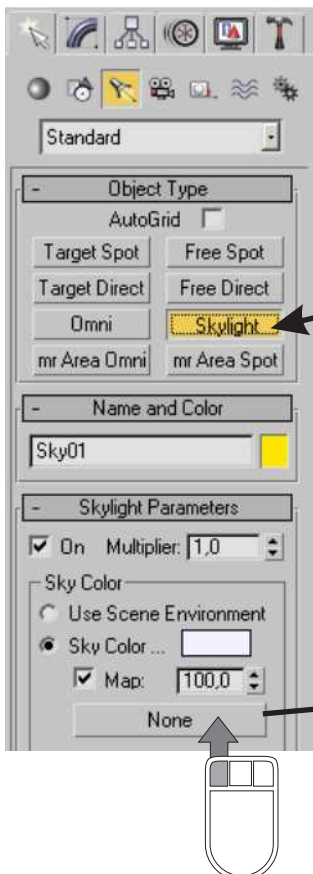 Standard
- Object Type
AutoGrid
Target Spot Free Spot
Target Direct Free Direct
Omni Skylight
mr Area Omni mr Area Spot
- Name and Color
Sky01
- Skylight Parameters
On Multiplier: 1,0
Sky Color
Use Scene Environment
Sky Color ...
Map: 100,0
None